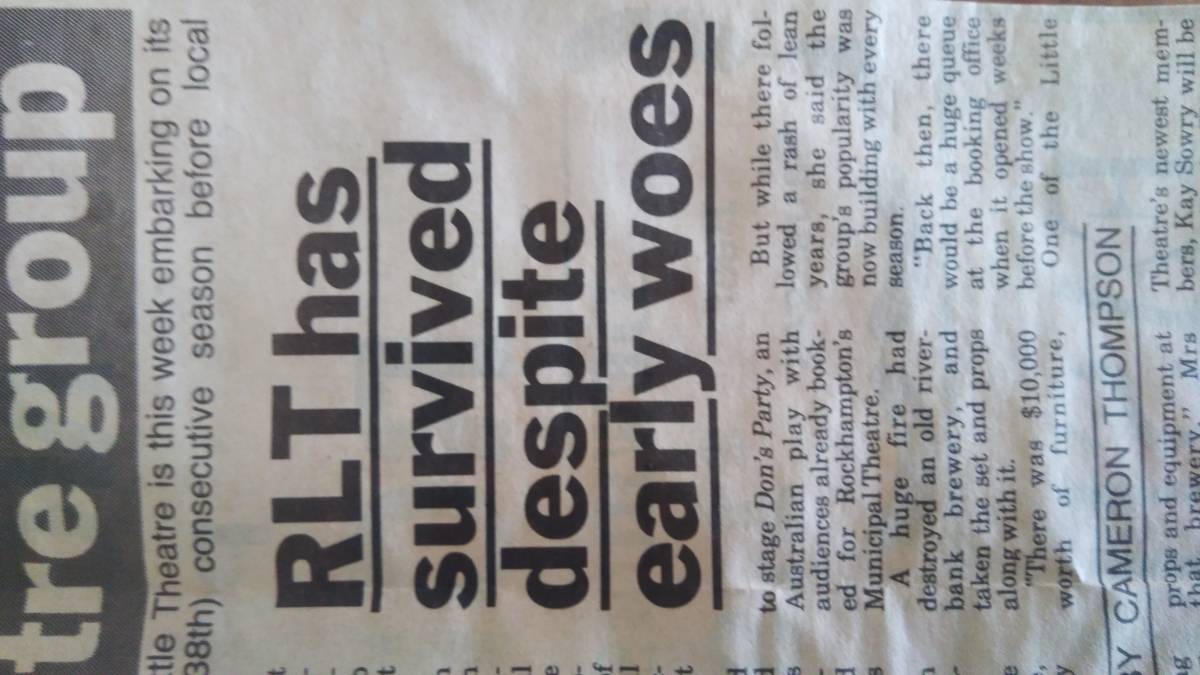 tre group
ttle Theatre is this week embarking on its
38th) consecutive season before local
RLT has
survived
despite
early woes
to stage Don's Party, an
Australian play with
audiences already book-
ed for Rockhampton's
Municipal Theatre.
A huge fire had
destroyed an old river-
bank brewery, and
taken the set and props
along with it.
"There was $10,000
worth of furniture,
props and equipment at
that brewery," Mrs
But while there fol-
lowed a rash of lean
years, she said the
group's popularity was
now building with every
season.
"Back then, there
would be a huge queue
at the booking office
when it opened weeks
before the show."
One of the Little
Theatre's newest mem-
bers, Kay Sowry will be
BY CAMERON THOMPSON